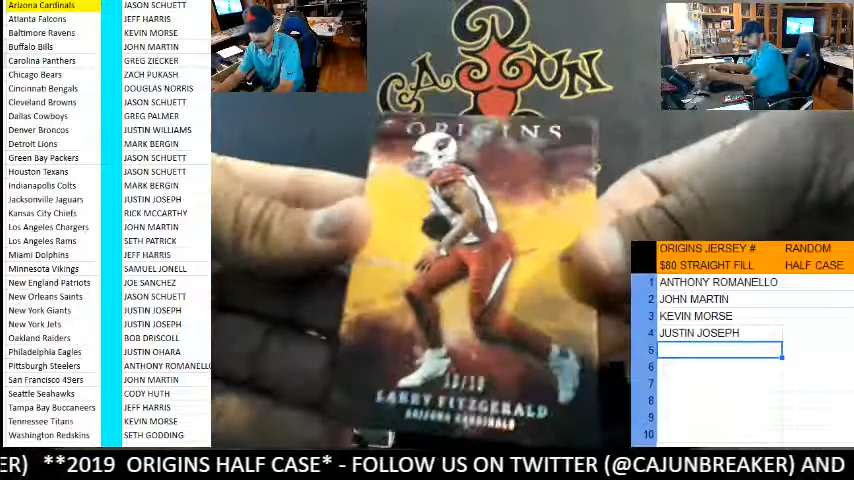 Arizona Cardinals JASON SCHUETT
Atlanta Falcons JEFF HARRIS
Baltimore Ravens KEVIN MORSE
Buffalo Bills JOHN MARTIN
Carolina Panthers GREG ZIECKER
Chicago Bears ZACH PUKASH
Cincinnati Bengals DOUGLAS NORRIS
Cleveland Browns JASON SCHUETT
Dallas Cowboys GREG PALMER
Denver Broncos JUSTIN WILLIAMS
Detroit Lions MARK BERGIN
Green Bay Packers JASON SCHUETT
Houston Texans JASON SCHUETT
Indianapolis Colts MARK BERGIN
Jacksonville Jaguars JUSTIN JOSEPH
Kansas City Chiefs RICK MCCARTHY
Los Angeles Chargers JOHN MARTIN
Los Angeles Rams SETH PATRICK
Miami Dolphins JEFF HARRIS
Minnesota Vikings SAMUEL JONELL
New England Patriots JOE SANCHEZ
New Orleans Saints JASON SCHUETT
New York Giants JUSTIN JOSEPH
New York Jets JUSTIN JOSEPH
Oakland Raiders BOB DRISCOLL
Philadelphia Eagles JUSTIN OHARA
Pittsburgh Steelers ANTHONY ROMANELLO
San Francisco 49ers JOHN MARTIN
Seattle Seahawks CODY HUTH
Tampa Bay Buccaneers JEFF HARRIS
Tennessee Titans KEVIN MORSE
Washington Redskins SETH GODDING
CAJUN
ORIGINS
LARRY FITZGERALD
ARIZONA CARDINALS
ORIGINS JERSEY # RANDOM
$80 STRAIGHT FILL HALF CASE
1 ANTHONY ROMANELLO
2 JOHN MARTIN
3 KEVIN MORSE
4 JUSTIN JOSEPH
5
6
7
8
9
10
ER) **2019 ORIGINS HALF CASE* - FOLLOW US ON TWITTER (@CAJUNBREAKER) AND